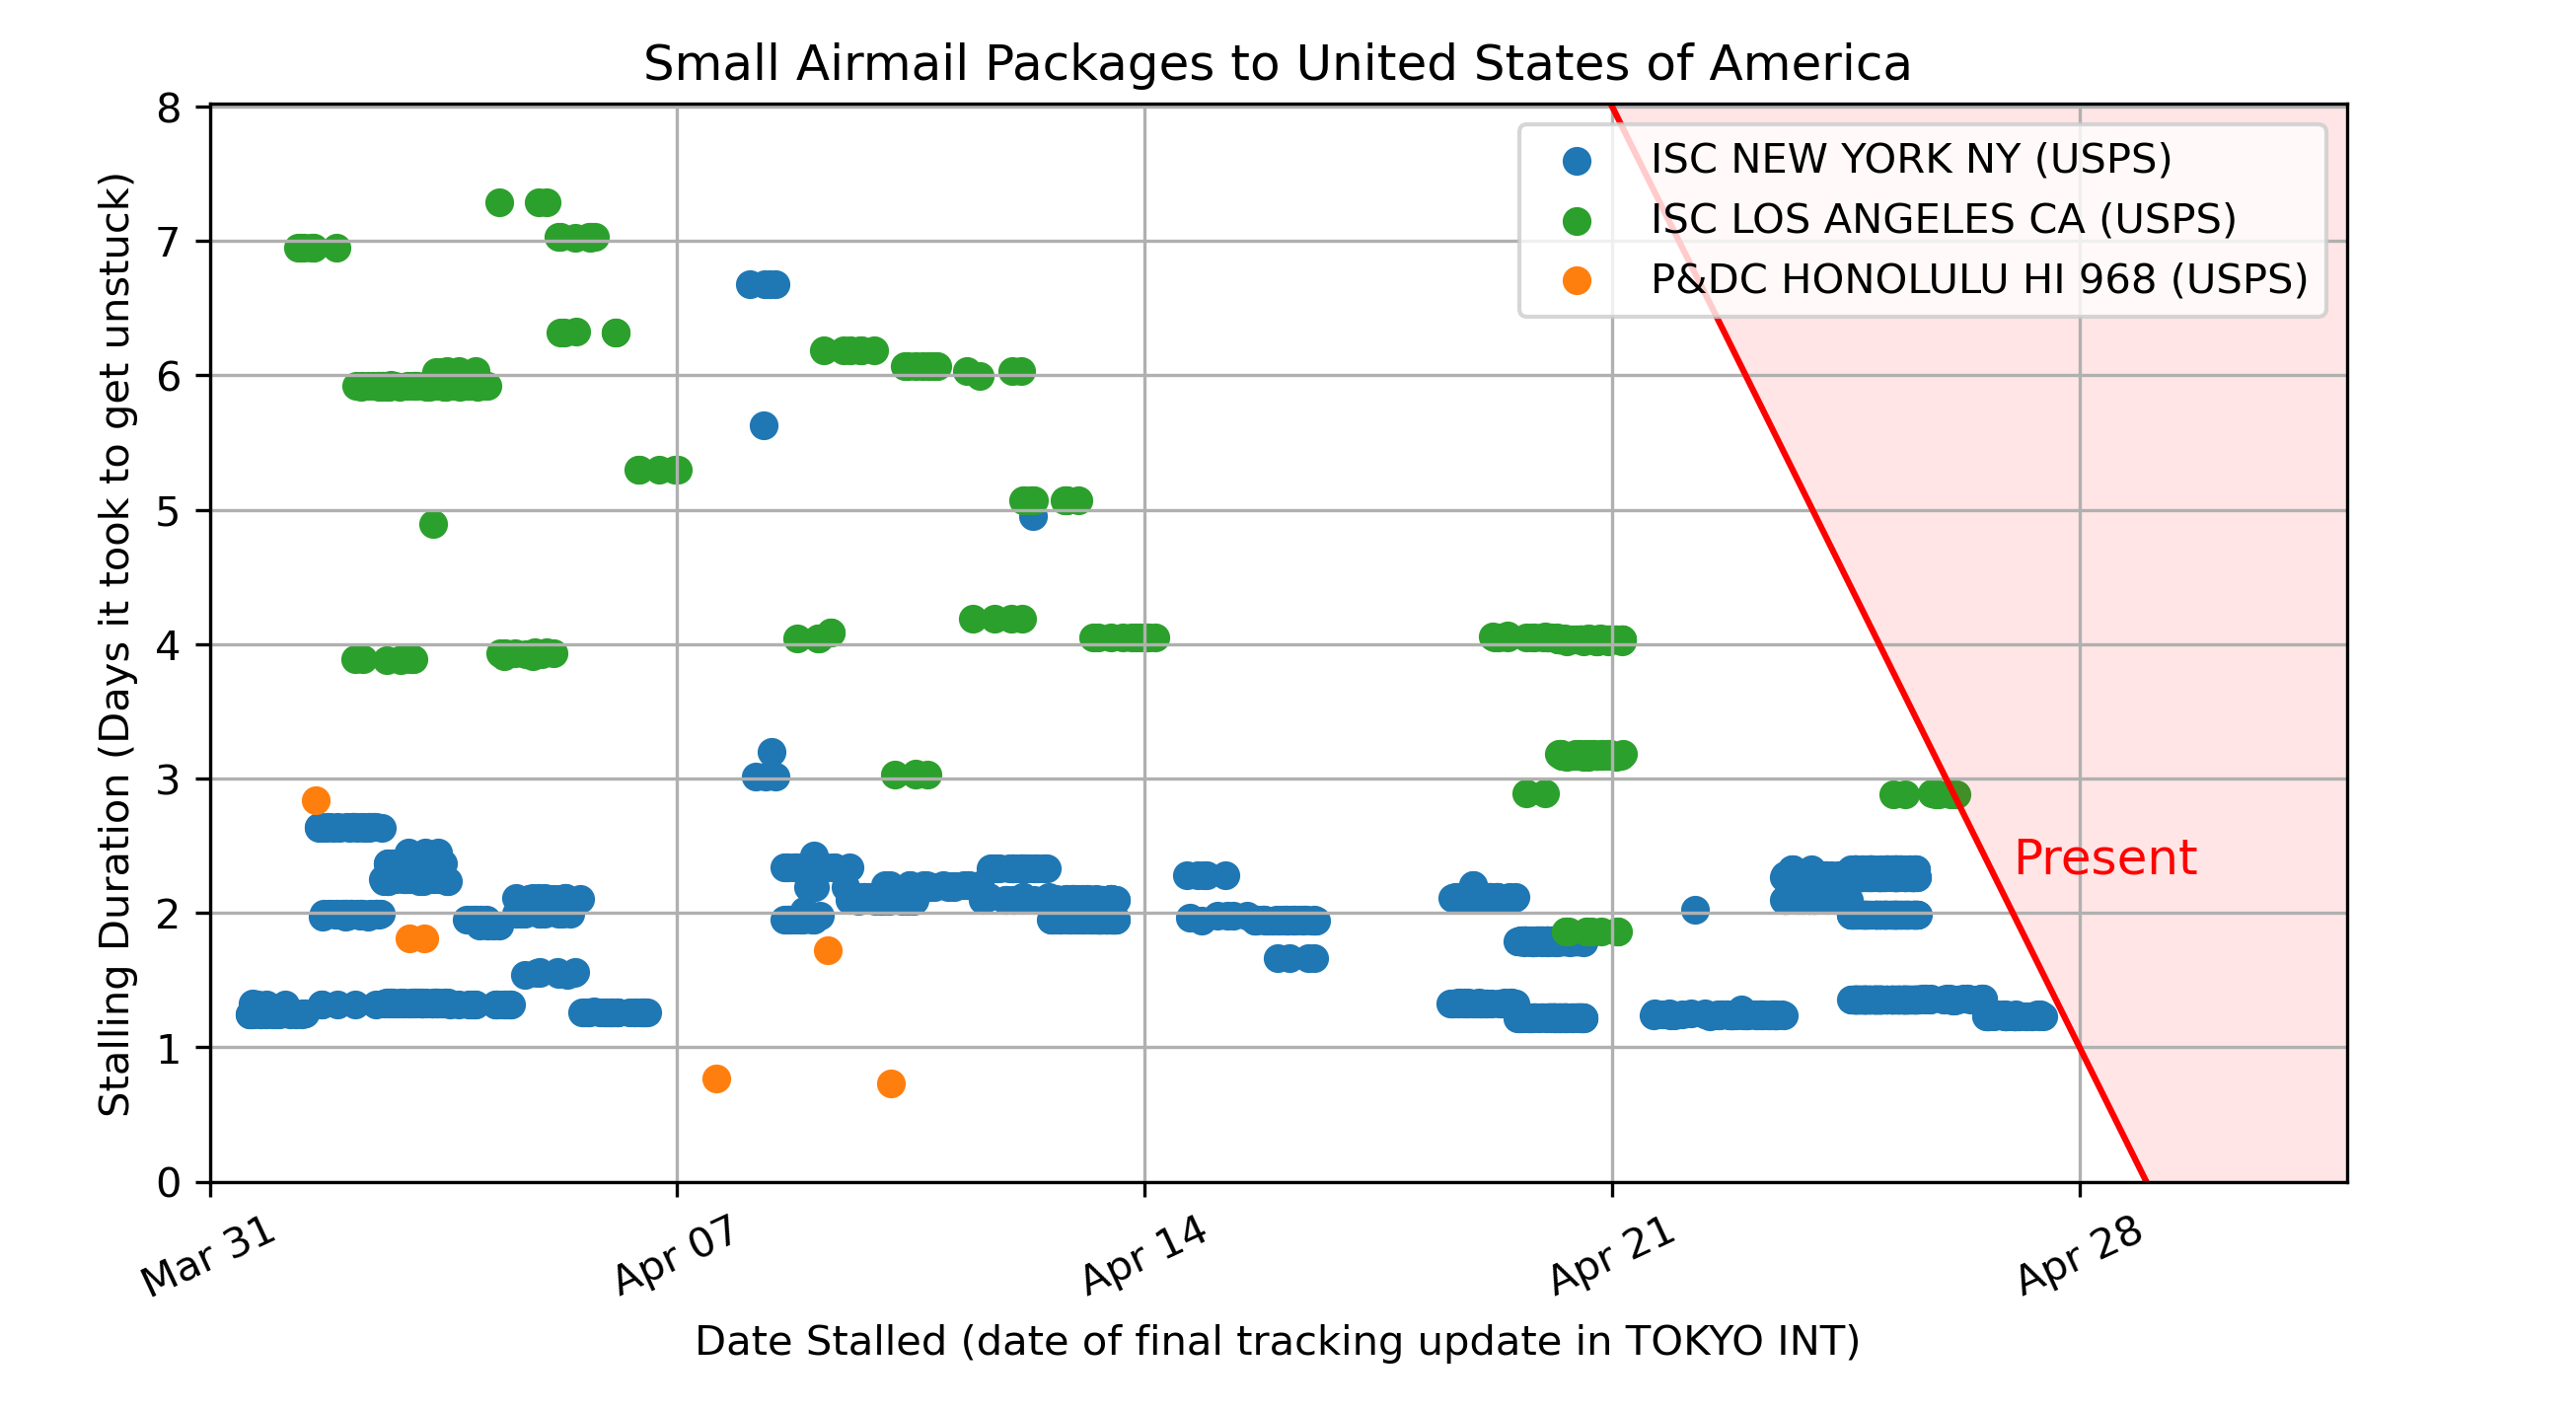 Small Airmail Packages to United States of America
Stalling Duration (Days it took to get unstuck)
8
7
6
5
4
3
2
1
0
ISC NEW YORK NY (USPS)
ISC LOS ANGELES CA (USPS)
P&DC HONOLULU HI 968 (USPS)
Present
Mar 31
Apr 07
Apr 14
Apr 21
Apr 28
Date Stalled (date of final tracking update in TOKYO INT)